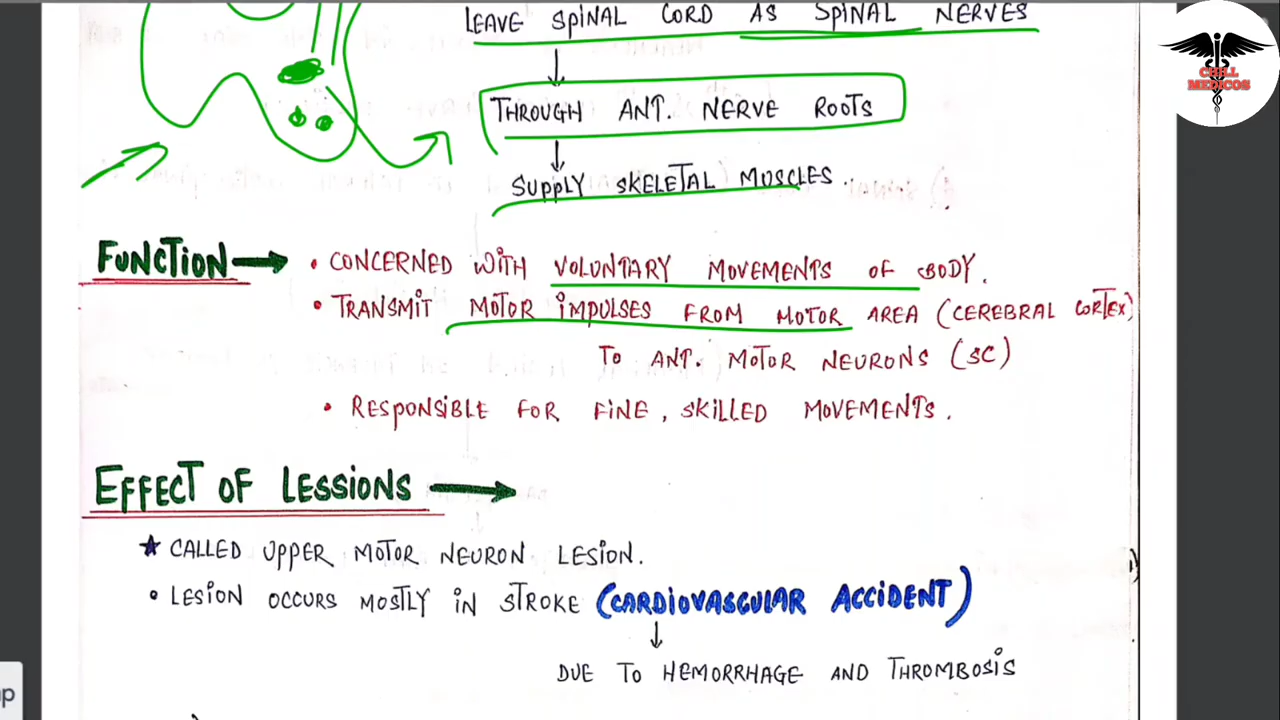 LEAVE SPINAL CORD AS SPINAL NERVES
THROUGH ANT. NERVE ROOTS
SUPPLY SKELETAL MUSCLES
CHILL
MEDICOS
FUNCTION
• CONCERNED WITH VOLUNTARY MOVEMENTS OF BODY.
• TRANSMIT MOTOR IMPULSES FROM MOTOR AREA (CEREBRAL CORTEX)
TO ANT. MOTOR NEURONS (SC)
• RESPONSIBLE FOR FINE, SKILLED MOVEMENTS.
EFFECT OF LESSIONS
★ CALLED UPPER MOTOR NEURON LESION.
• LESION OCCURS MOSTLY IN STROKE (CARDIOVASCULAR ACCIDENT)
DUE TO HEMORRHAGE AND THROMBOSIS